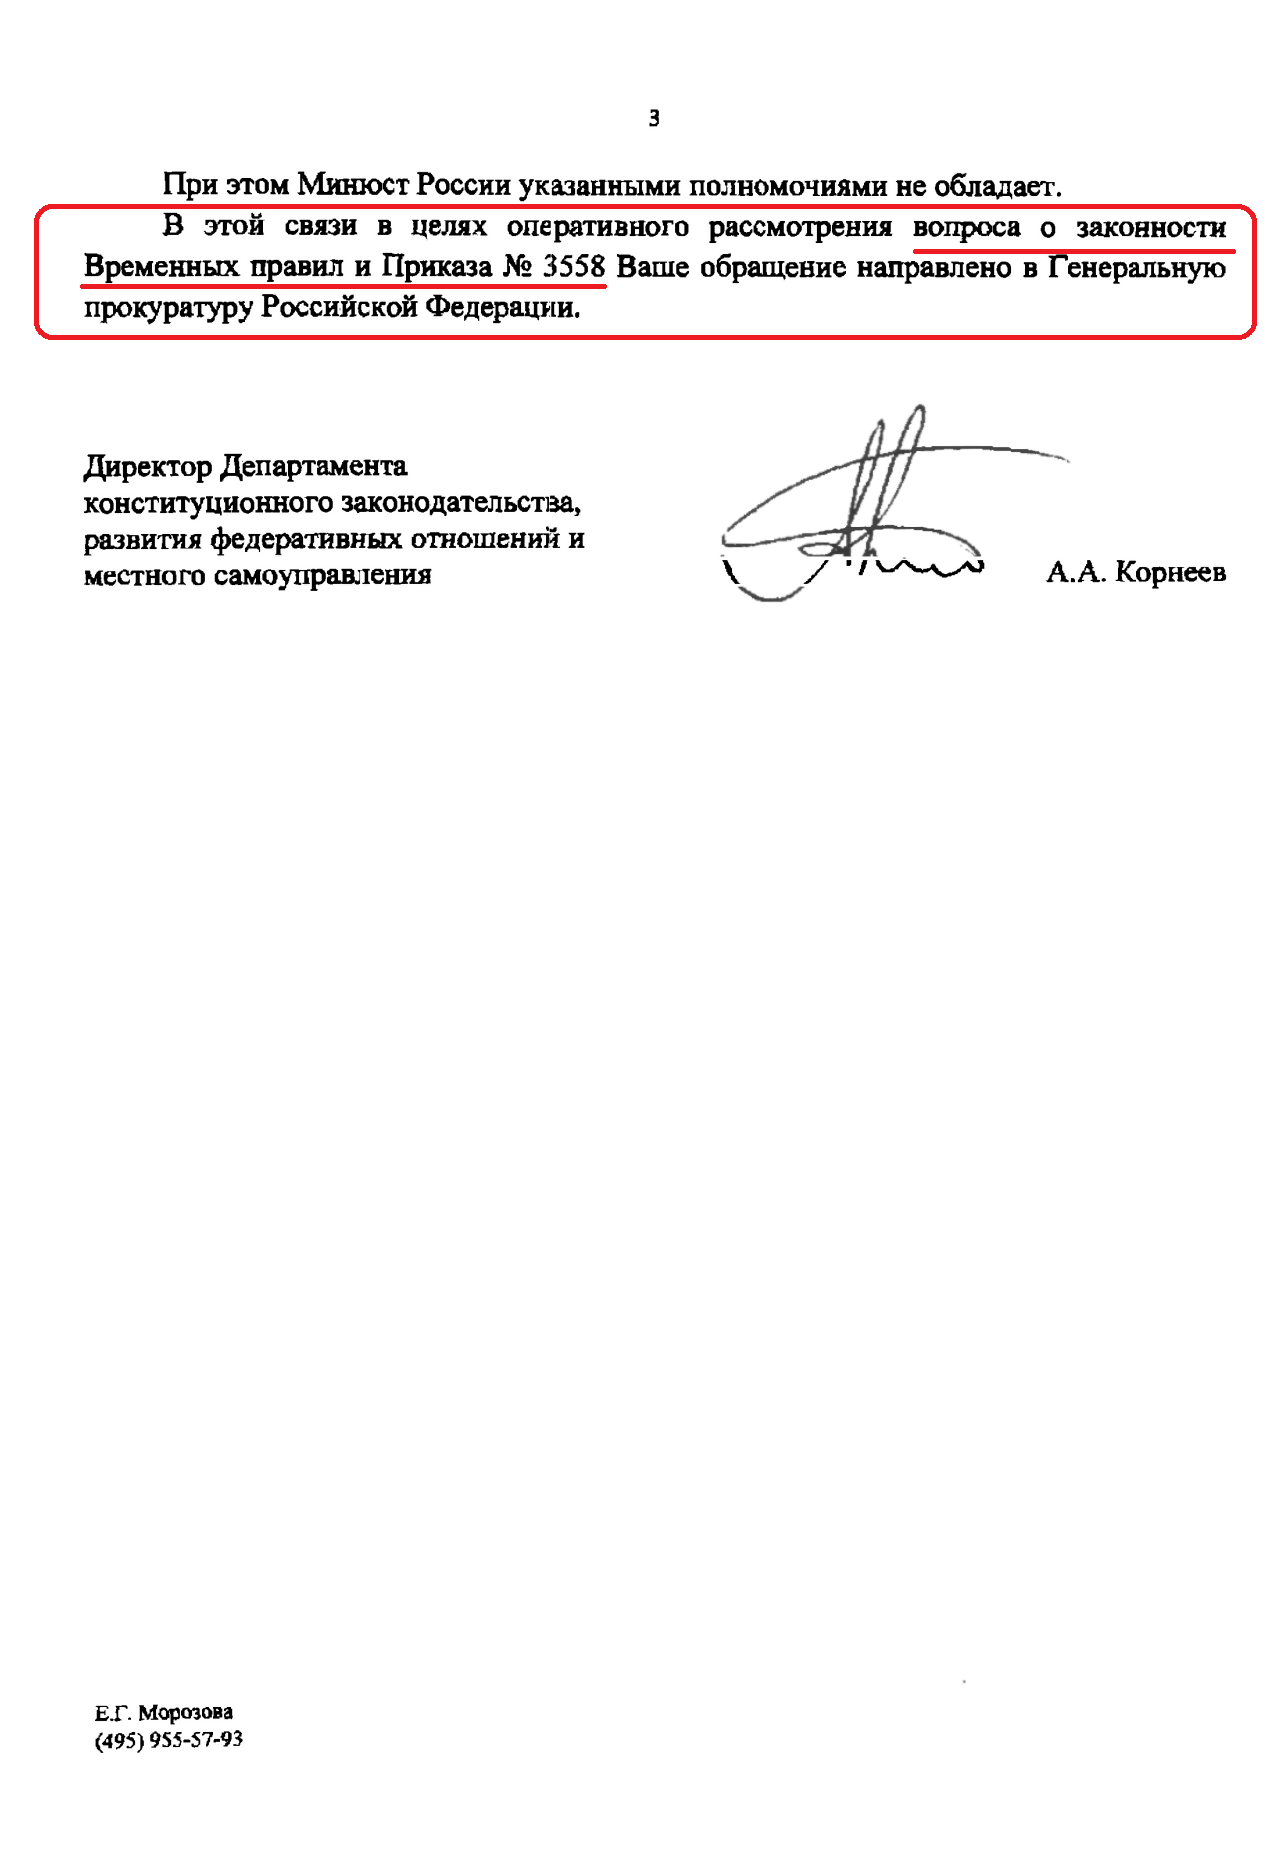 3
При этом Минюст России указанными полномочиями не обладает.
В этой связи в целях оперативного рассмотрения вопроса о законности
Временных правил и Приказа № 3558 Ваше обращение направлено в Генеральную
прокуратуру Российской Федерации.
Директор Департамента
конституционного законодательства,
развития федеративных отношений и
местного самоуправления
А.А. Корнеев
Е.Г. Морозова
(495) 955-57-93